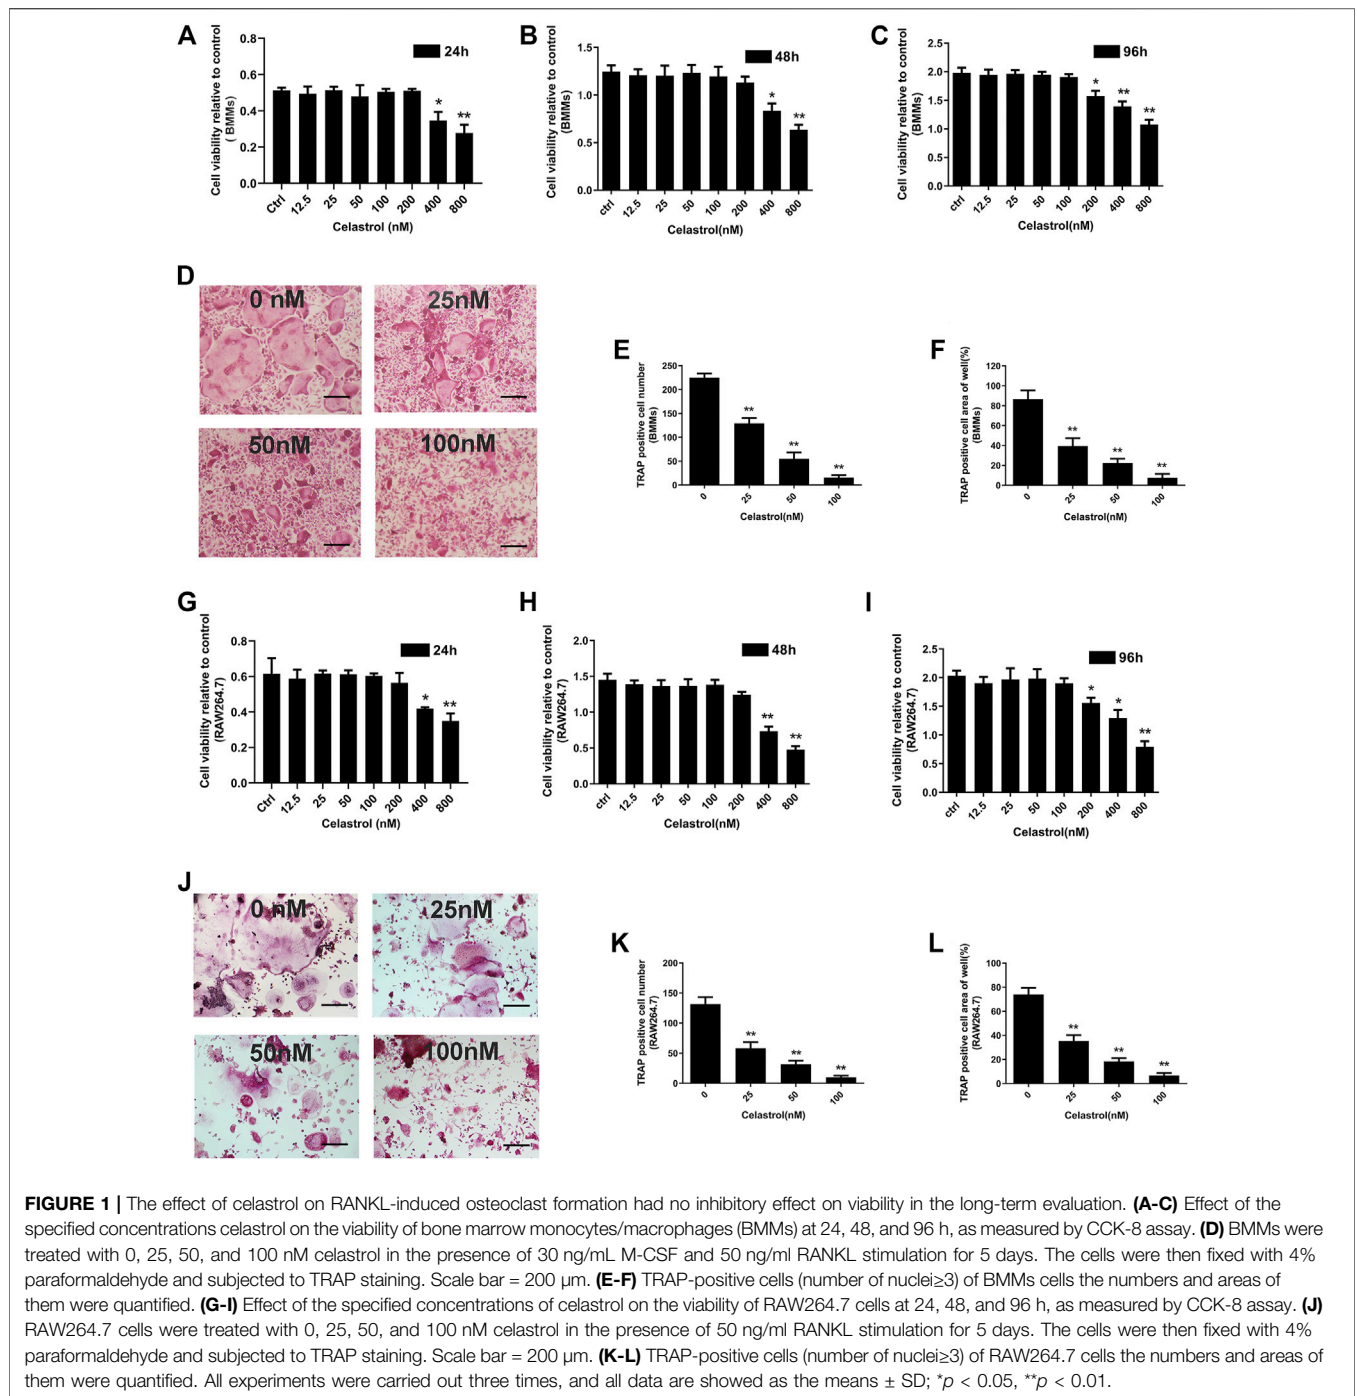 A
Cell viability relative to control
( BMMs)
0.8
0.6
0.4
0.2
0.0
24h
*
**
Ctrl
12.5
25
50
100
200
400
800
Celastrol (nM)
B
Cell viability relative to control
(BMMs)
1.5
1.0
0.5
0.0
48h
*
**
ctrl
12.5
25
50
100
200
400
800
Celastrol(nM)
C
Cell viability relative to control
(BMMs)
2.5
2.0
1.5
1.0
0.5
0.0
96h
*
**
**
ctrl
12.5
25
50
100
200
400
800
Celastrol(nM)
D
0 nM
25nM
50nM
100nM
E
TRAP positive cell number
(BMMs)
250
200
150
100
50
0
**
**
**
0
25
50
100
Celastrol(nM)
F
TRAP positive cell area of well(%)
(BMMs)
120
100
80
60
40
20
0
**
**
**
0
25
50
100
Celastrol(nM)
G
Cell viability relative to control
(RAW264.7)
0.8
0.6
0.4
0.2
0.0
24h
*
**
Ctrl
12.5
25
50
100
200
400
800
Celastrol (nM)
H
Cell viability relative to control
(RAW264.7)
2.0
1.5
1.0
0.5
0.0
48h
**
**
ctrl
12.5
25
50
100
200
400
800
Celastrol(nM)
I
Cell viability relative to control
(RAW264.7)
2.5
2.0
1.5
1.0
0.5
0.0
96h
*
*
**
ctrl
12.5
25
50
100
200
400
800
Celastrol(nM)
J
0 nM
25nM
50nM
100nM
K
TRAP positive cell number
(RAW264.7)
200
150
100
50
0
**
**
**
0
25
50
100
Celastrol(nM)
L
TRAP positive cell area of well(%)
(RAW264.7)
100
80
60
40
20
0
**
**
**
0
25
50
100
Celastrol(nM)
FIGURE 1 | The effect of celastrol on RANKL-induced osteoclast formation had no inhibitory effect on viability in the long-term evaluation. (A-C) Effect of the
specified concentrations celastrol on the viability of bone marrow monocytes/macrophages (BMMs) at 24, 48, and 96 h, as measured by CCK-8 assay. (D) BMMs were
treated with 0, 25, 50, and 100 nM celastrol in the presence of 30 ng/mL M-CSF and 50 ng/ml RANKL stimulation for 5 days. The cells were then fixed with 4%
paraformaldehyde and subjected to TRAP staining. Scale bar = 200 µm. (E-F) TRAP-positive cells (number of nuclei≥3) of BMMs cells the numbers and areas of
them were quantified. (G-I) Effect of the specified concentrations of celastrol on the viability of RAW264.7 cells at 24, 48, and 96 h, as measured by CCK-8 assay. (J)
RAW264.7 cells were treated with 0, 25, 50, and 100 nM celastrol in the presence of 50 ng/ml RANKL stimulation for 5 days. The cells were then fixed with 4%
paraformaldehyde and subjected to TRAP staining. Scale bar = 200 µm. (K-L) TRAP-positive cells (number of nuclei≥3) of RAW264.7 cells the numbers and areas of
them were quantified. All experiments were carried out three times, and all data are showed as the means ± SD; *p < 0.05, **p < 0.01.